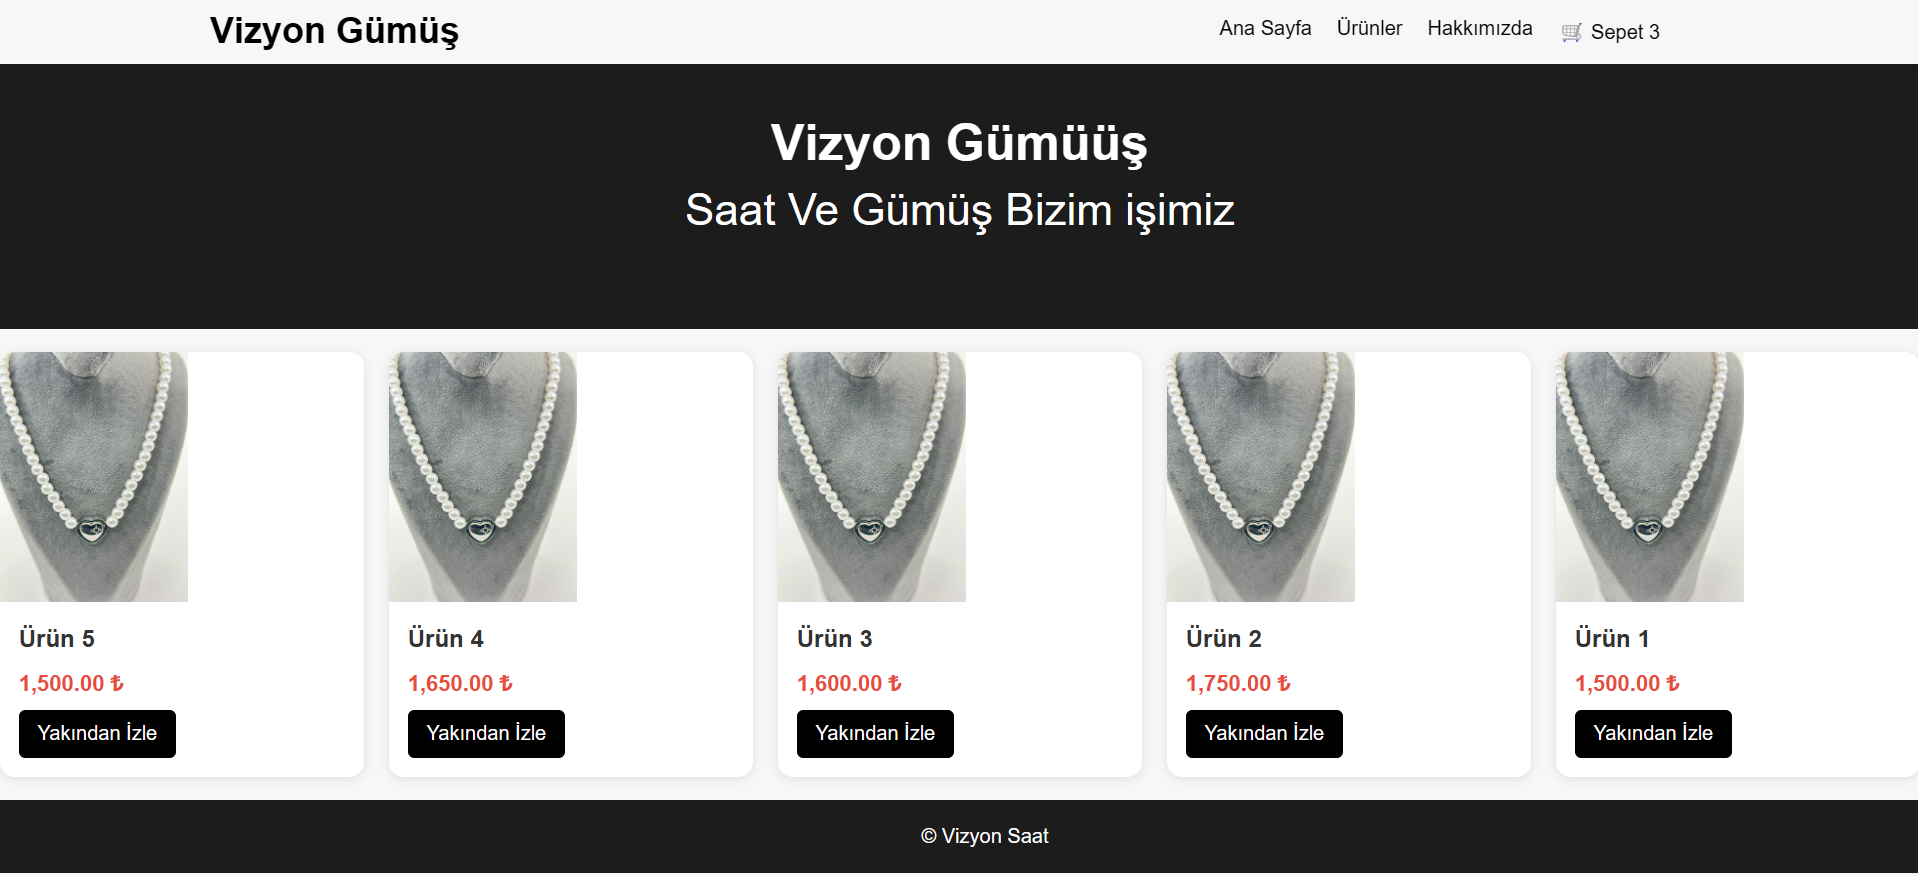 Vizyon Gümüş
Ana Sayfa Ürünler Hakkımızda 🛒 Sepet 3
Vizyon Gümüüş
Saat Ve Gümüş Bizim işimiz
Ürün 5
1,500.00 ₺
Yakından İzle
Ürün 4
1,650.00 ₺
Yakından İzle
Ürün 3
1,600.00 ₺
Yakından İzle
Ürün 2
1,750.00 ₺
Yakından İzle
Ürün 1
1,500.00 ₺
Yakından İzle
© Vizyon Saat